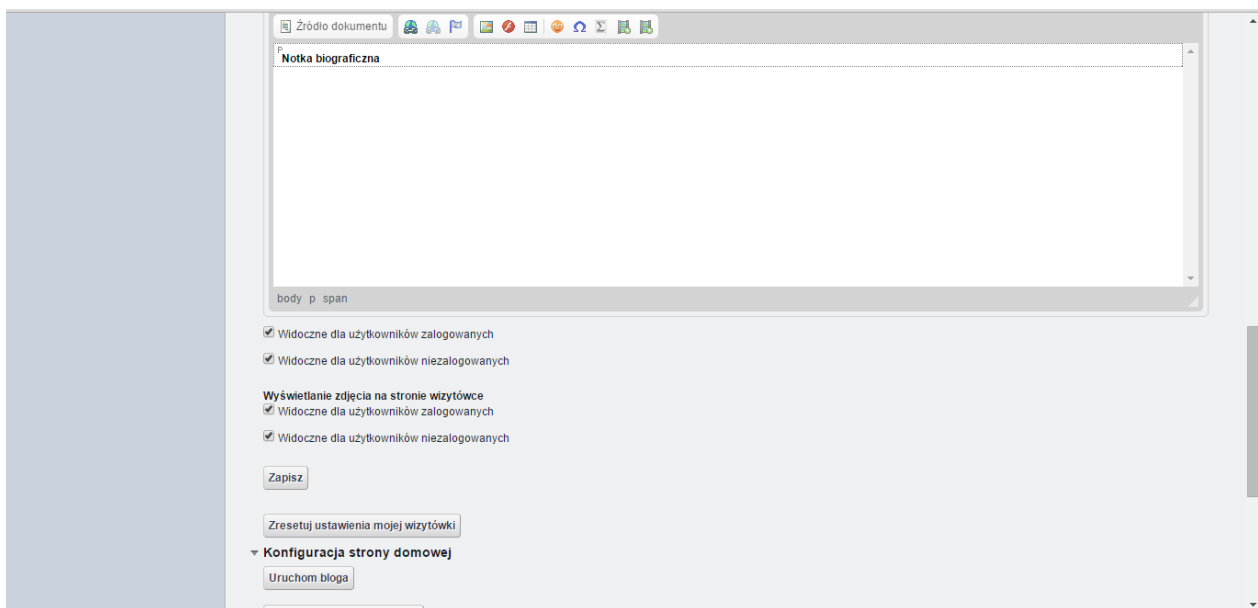 Źródło dokumentu
P
Notka biograficzna
body p span
Widoczne dla użytkowników zalogowanych
Widoczne dla użytkowników niezalogowanych
Wyświetlanie zdjęcia na stronie wizytówce
Widoczne dla użytkowników zalogowanych
Widoczne dla użytkowników niezalogowanych
Zapisz
Zresetuj ustawienia mojej wizytówki
Konfiguracja strony domowej
Uruchom bloga